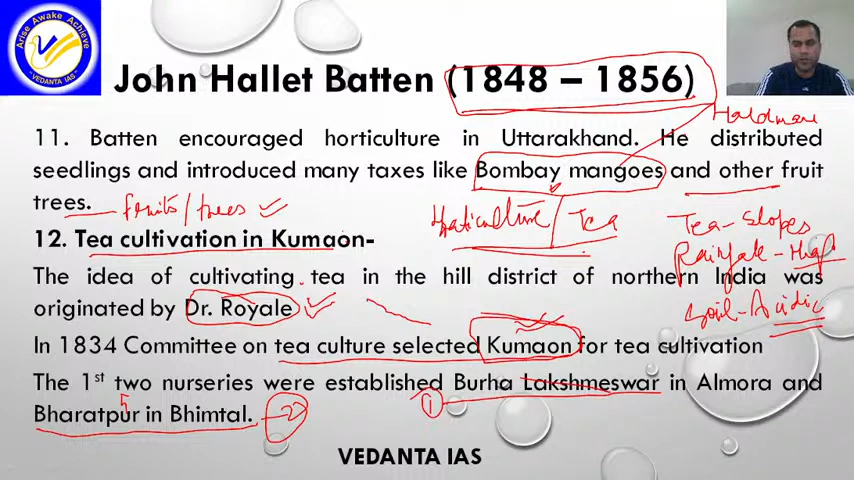 Arise Awake Achieve
-VEDANTA IAS-
John Hallet Batten (1848 – 1856)
Haldwani
11. Batten encouraged horticulture in Uttarakhand. He distributed
seedlings and introduced many taxes like Bombay mangoes and other fruit
trees.
fruits / trees
Horticulture / Tea
Tea - Slopes
Rainfall - High
Soil - Acidic
12. Tea cultivation in Kumaon-
The idea of cultivating tea in the hill district of northern India was
originated by Dr. Royale
In 1834 Committee on tea culture selected Kumaon for tea cultivation
The 1st two nurseries were established Burha Lakshmeswar in Almora and
1
Bharatpur in Bhimtal.
2
VEDANTA IAS